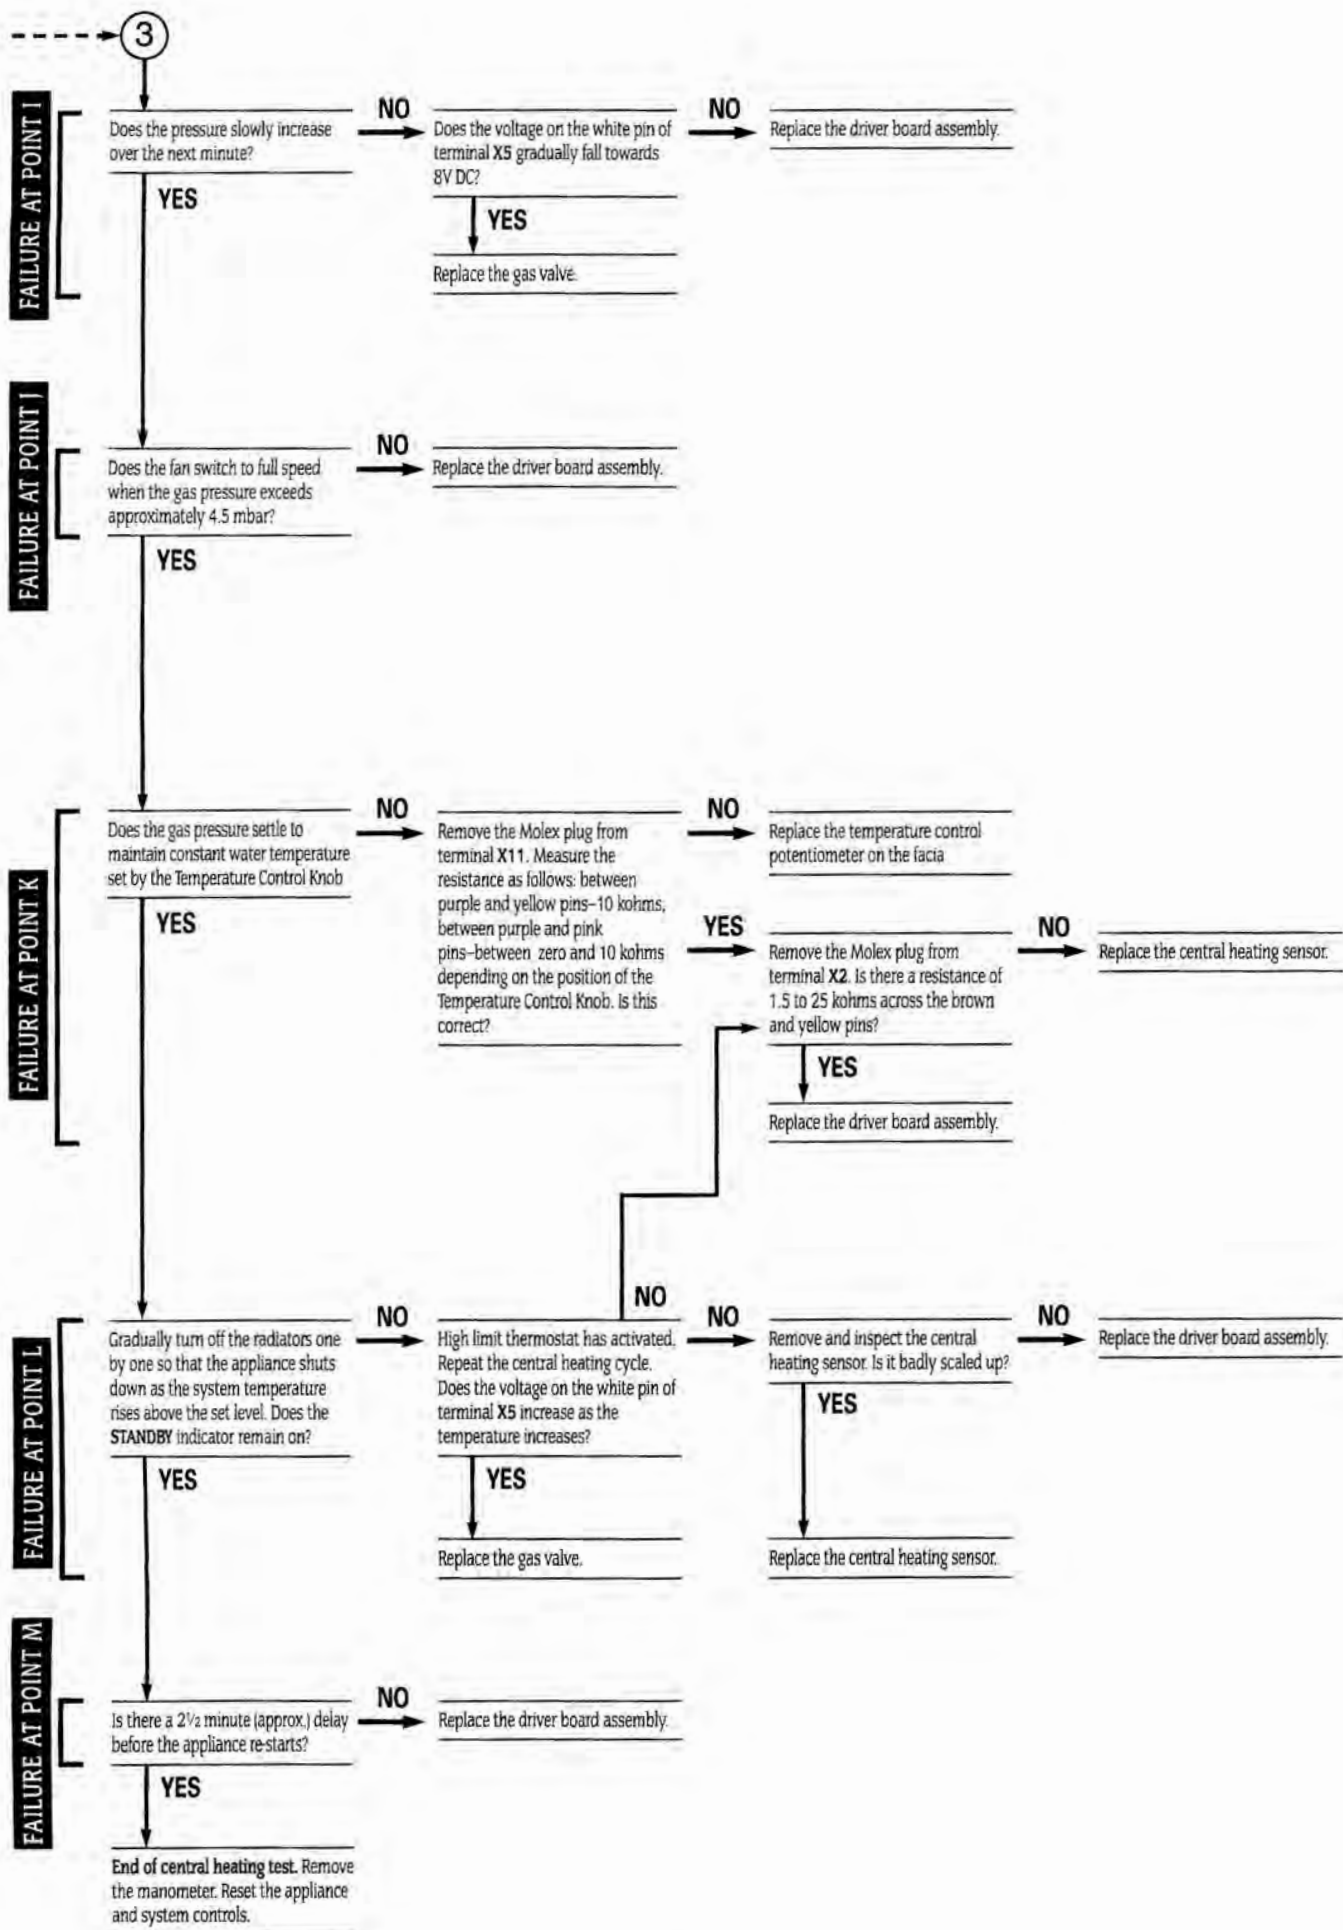 3
FAILURE AT POINT I
Does the pressure slowly increase
over the next minute?
NO
Does the voltage on the white pin of
terminal X5 gradually fall towards
8V DC?
NO
Replace the driver board assembly.
YES
YES
Replace the gas valve.
FAILURE AT POINT J
Does the fan switch to full speed
when the gas pressure exceeds
approximately 4.5 mbar?
NO
Replace the driver board assembly.
YES
FAILURE AT POINT K
Does the gas pressure settle to
maintain constant water temperature
set by the Temperature Control Knob
NO
Remove the Molex plug from
terminal X11. Measure the
resistance as follows: between
purple and yellow pins–10 kohms,
between purple and pink
pins–between zero and 10 kohms
depending on the position of the
Temperature Control Knob. Is this
correct?
NO
Replace the temperature control
potentiometer on the facia
YES
YES
Remove the Molex plug from
terminal X2. Is there a resistance of
1.5 to 25 kohms across the brown
and yellow pins?
NO
Replace the central heating sensor.
YES
Replace the driver board assembly.
FAILURE AT POINT L
Gradually turn off the radiators one
by one so that the appliance shuts
down as the system temperature
rises above the set level. Does the
STANDBY indicator remain on?
NO
High limit thermostat has activated.
Repeat the central heating cycle.
Does the voltage on the white pin of
terminal X5 increase as the
temperature increases?
NO
NO
Remove and inspect the central
heating sensor. Is it badly scaled up?
NO
Replace the driver board assembly.
YES
YES
YES
Replace the gas valve.
Replace the central heating sensor.
FAILURE AT POINT M
Is there a 2½ minute (approx.) delay
before the appliance re-starts?
NO
Replace the driver board assembly.
YES
End of central heating test. Remove
the manometer. Reset the appliance
and system controls.